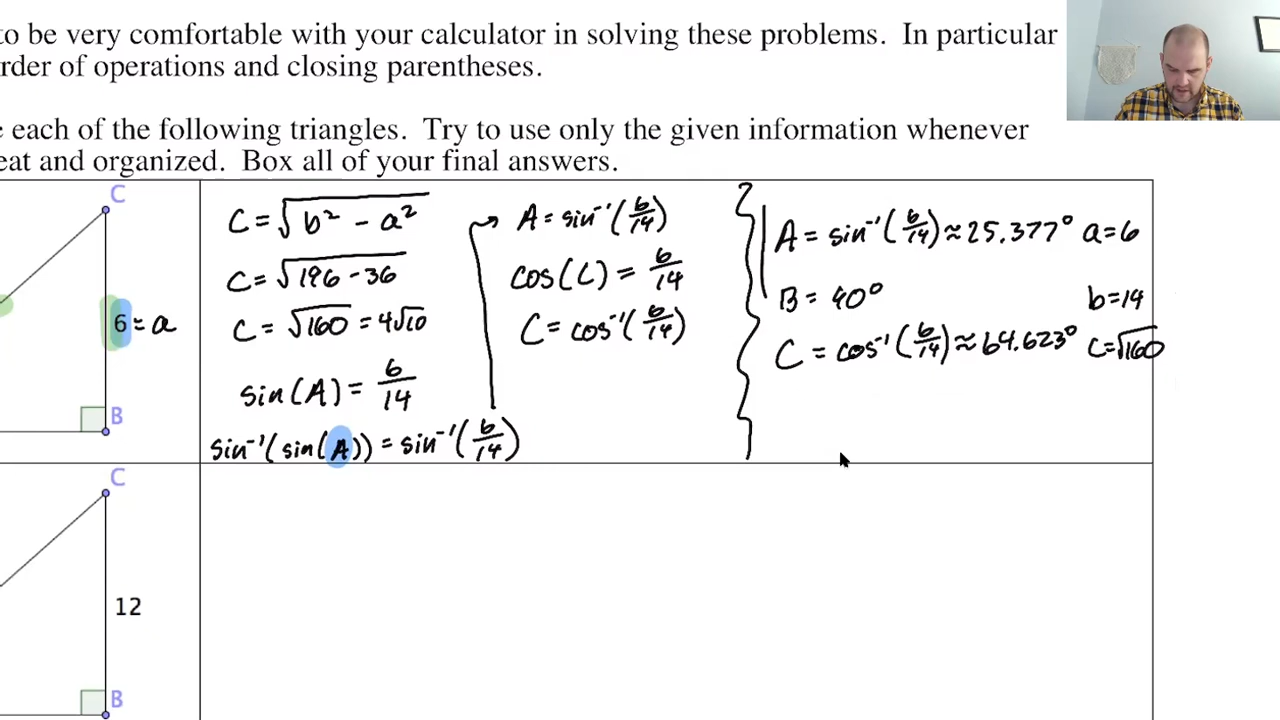 to be very comfortable with your calculator in solving these problems. In particular
rder of operations and closing parentheses.
e each of the following triangles. Try to use only the given information whenever
eat and organized. Box all of your final answers.
C
6 = a
B
C = √(b² - a²)
C = √(196 - 36)
C = √160 = 4√10
sin(A) = 6/14
sin⁻¹(sin(A)) = sin⁻¹(6/14)
A = sin⁻¹(6/14)
cos(C) = 6/14
C = cos⁻¹(6/14)
A = sin⁻¹(6/14) ≈ 25.377° a = 6
B = 90° b = 14
C = cos⁻¹(6/14) ≈ 64.623° c = √160
C
12
B